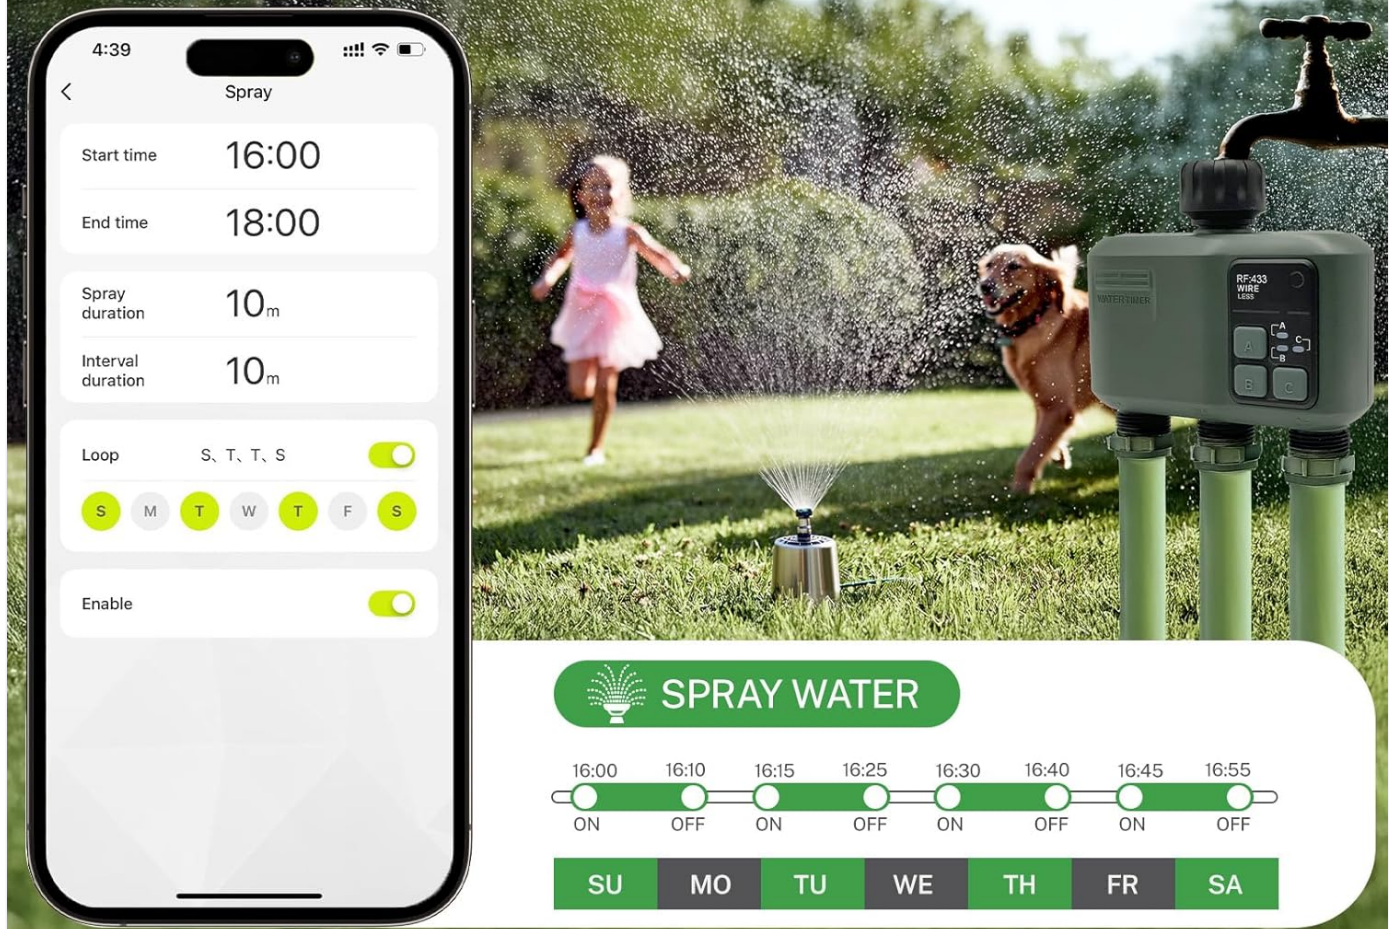 4:39
Spray
Start time 16:00
End time 18:00
Spray
duration 10m
Interval
duration 10m
Loop S、T、T、S
S M T W T F S
Enable
WATER TIMER
RF:433
WIRE
LESS
A
A
C
B
B C
SPRAY WATER
16:00 16:10 16:15 16:25 16:30 16:40 16:45 16:55
ON OFF ON OFF ON OFF ON OFF
SU MO TU WE TH FR SA